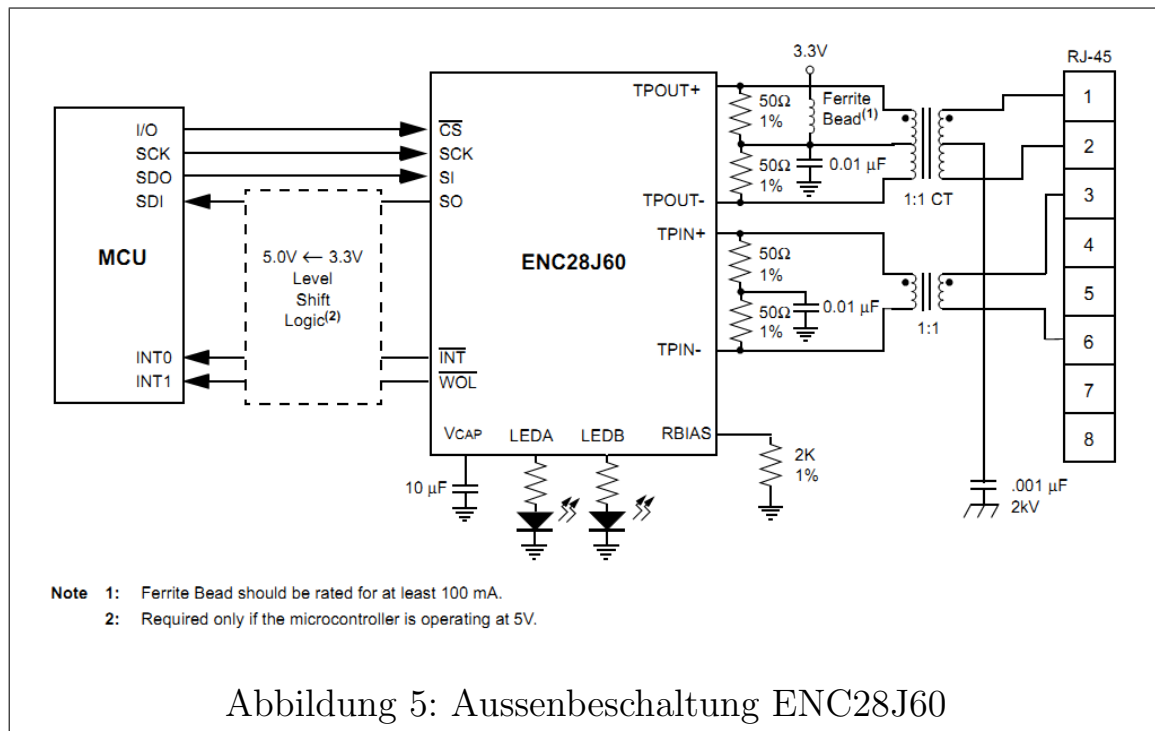 3.3V
RJ-45
TPOUT+
50Ω
1%
Ferrite
Bead(1)
1
I/O
CS
SCK
SCK
2
50Ω
1%
0.01 µF
SDO
SI
SDI
SO
TPOUT-
1:1 CT
3
TPIN+
MCU
5.0V ← 3.3V
Level
Shift
Logic(2)
ENC28J60
50Ω
1%
4
5
50Ω
1%
0.01 µF
1:1
INT0
INT
TPIN-
6
INT1
WOL
7
VCAP
LEDA
LEDB
RBIAS
8
10 µF
2K
1%
.001 µF
2kV
Note 1: Ferrite Bead should be rated for at least 100 mA.
2: Required only if the microcontroller is operating at 5V.
Abbildung 5: Aussenbeschaltung ENC28J60